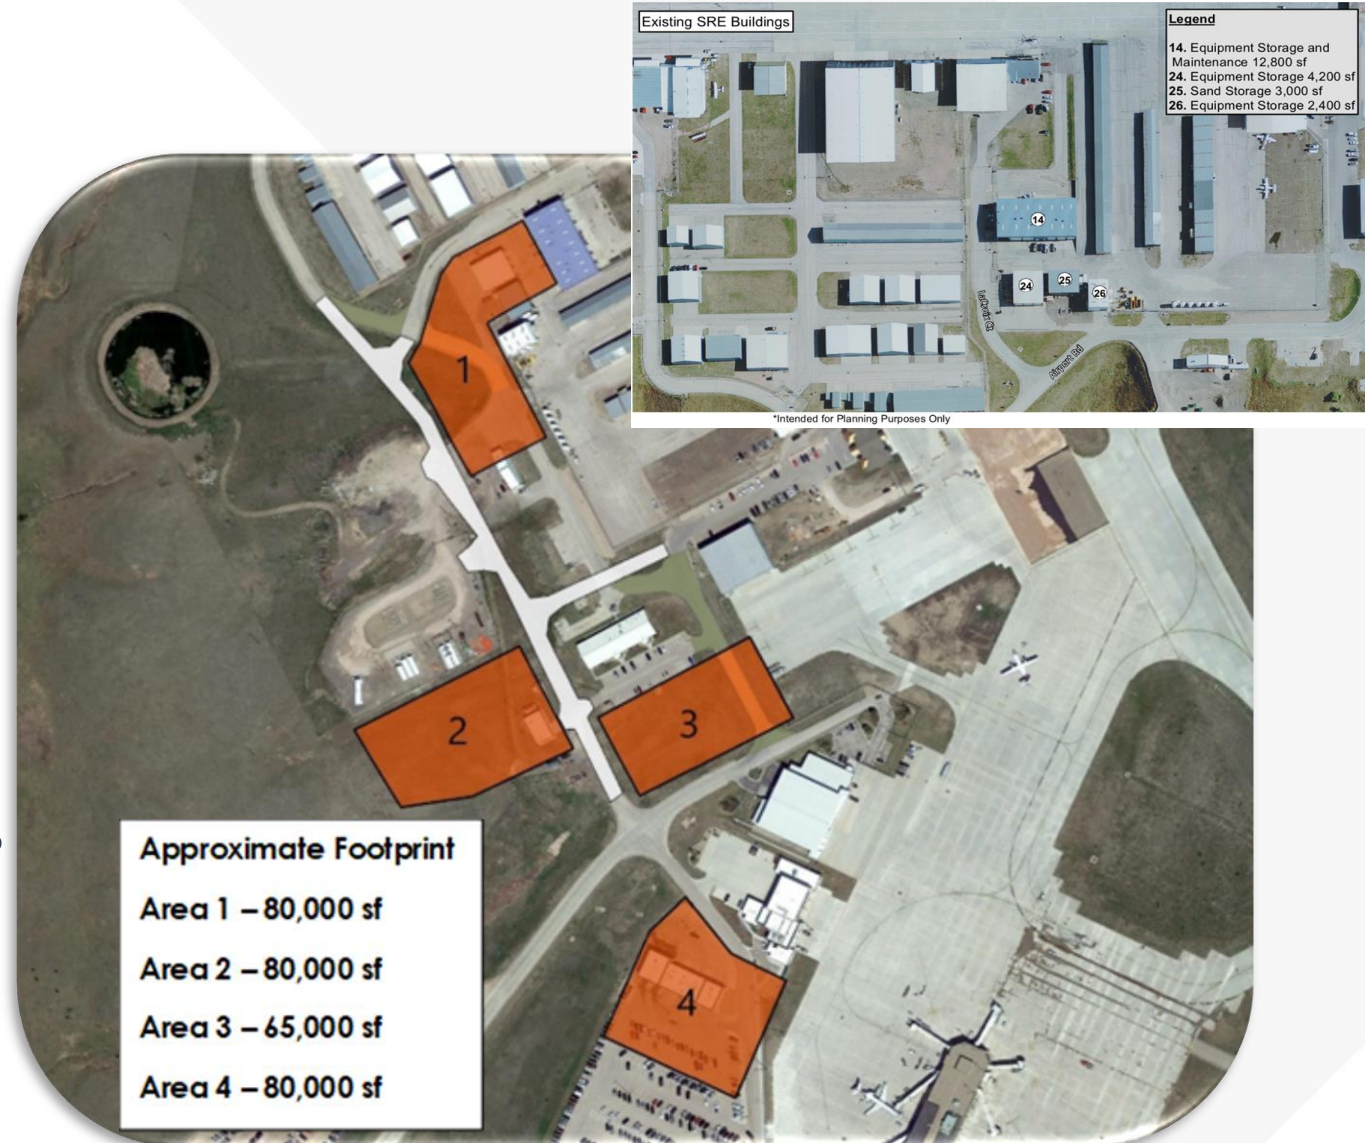 Existing SRE Buildings
Legend
14. Equipment Storage and
Maintenance 12,800 sf
24. Equipment Storage 4,200 sf
25. Sand Storage 3,000 sf
26. Equipment Storage 2,400 sf
14
24
25
26
Airport Rd
*Intended for Planning Purposes Only
1
2
3
4
Approximate Footprint
Area 1 – 80,000 sf
Area 2 – 80,000 sf
Area 3 – 65,000 sf
Area 4 – 80,000 sf